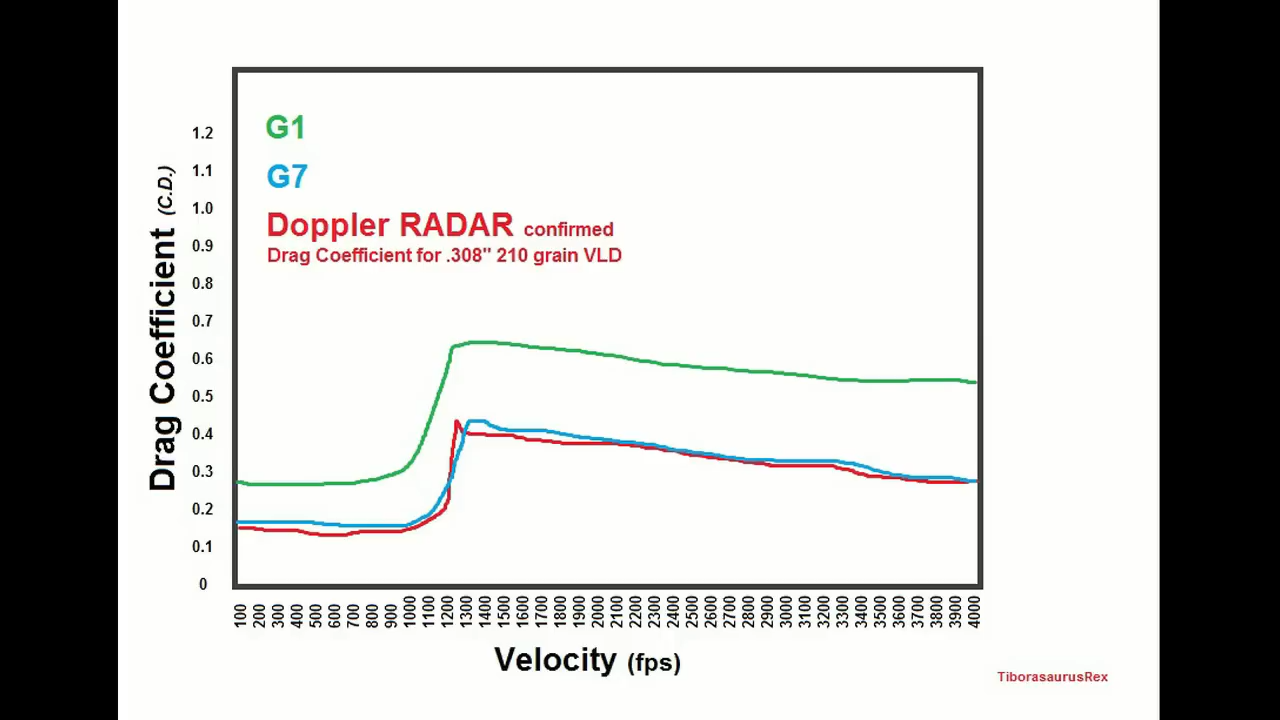 G1
G7
Doppler RADAR confirmed
Drag Coefficient for .308" 210 grain VLD
Drag Coefficient (C.D.)
1.2
1.1
1.0
0.9
0.8
0.7
0.6
0.5
0.4
0.3
0.2
0.1
0
100 200 300 400 500 600 700 800 900 1000 1100 1200 1300 1400 1500 1600 1700 1800 1900 2000 2100 2200 2300 2400 2500 2600 2700 2800 2900 3000 3100 3200 3300 3400 3500 3600 3700 3800 3900 4000
Velocity (fps)
TiborasaurusRex